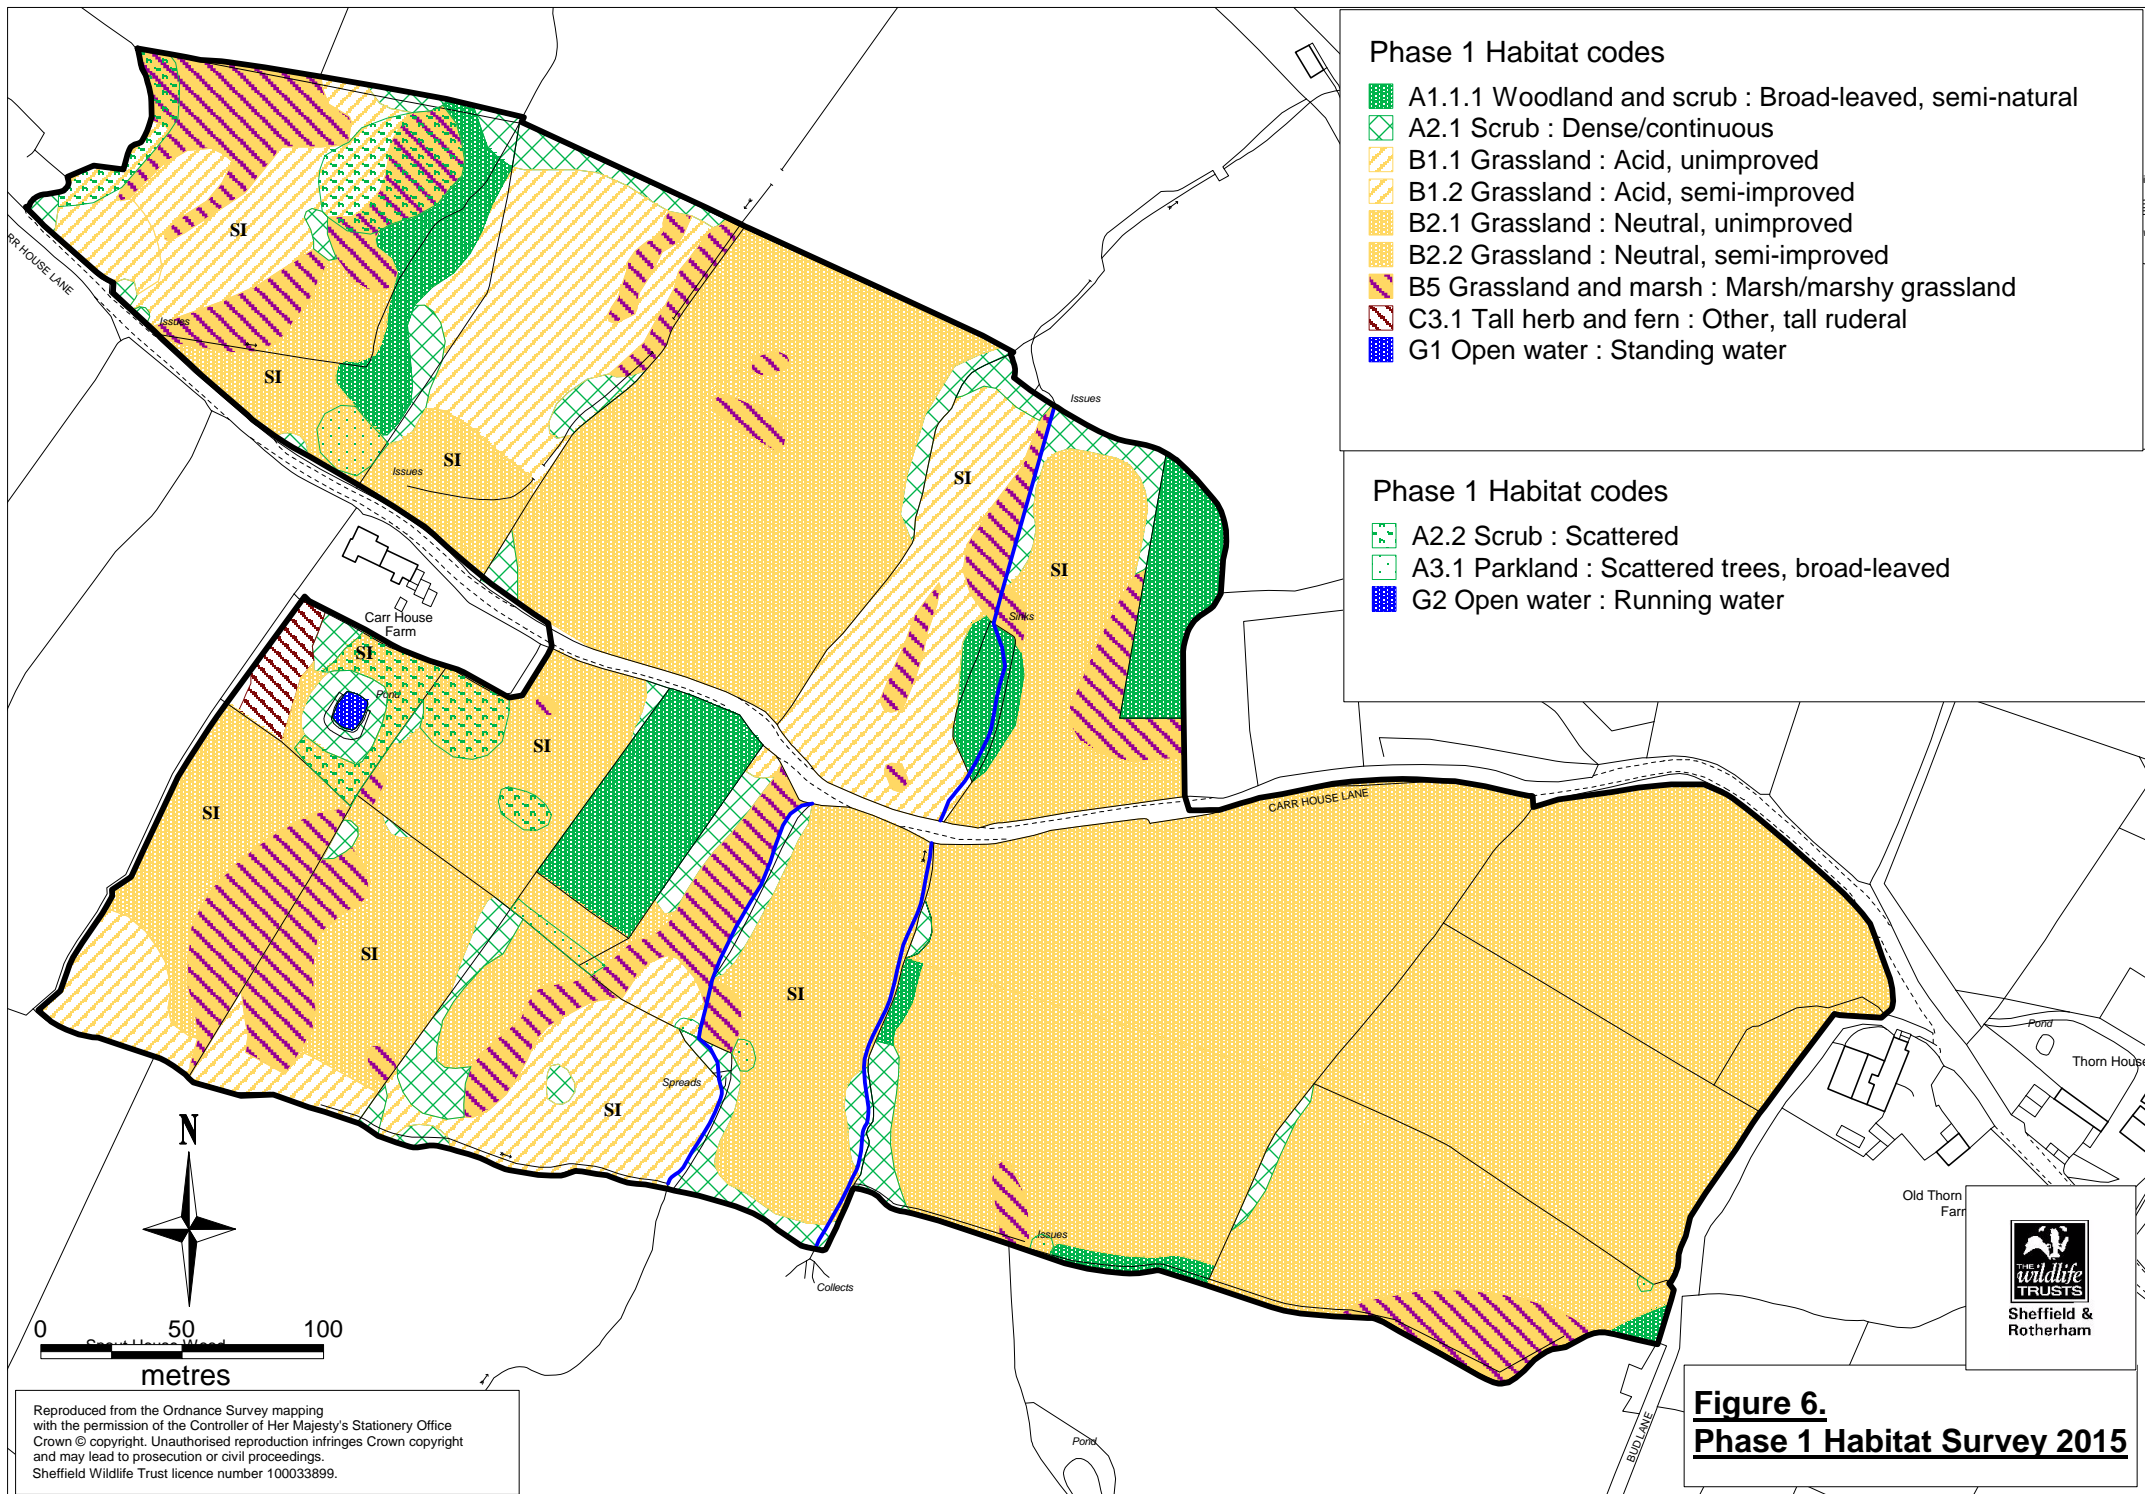 Phase 1 Habitat codes
A1.1.1 Woodland and scrub : Broad-leaved, semi-natural
A2.1 Scrub : Dense/continuous
B1.1 Grassland : Acid, unimproved
B1.2 Grassland : Acid, semi-improved
B2.1 Grassland : Neutral, unimproved
B2.2 Grassland : Neutral, semi-improved
B5 Grassland and marsh : Marsh/marshy grassland
C3.1 Tall herb and fern : Other, tall ruderal
G1 Open water : Standing water
Phase 1 Habitat codes
A2.2 Scrub : Scattered
A3.1 Parkland : Scattered trees, broad-leaved
G2 Open water : Running water
SI
RR HOUSE LANE
Issues
SI
Issues
SI
Issues
SI
SI
Sinks
Carr House
Farm
SI
Pond
SI
SI
CARR HOUSE LANE
SI
SI
Spreads
SI
Issues
Collects
Pond
Thorn House
Old Thorn
Farm
N
0 50 100
Spout House Wood
metres
THE
wildlife
TRUSTS
Sheffield &
Rotherham
BUD LANE
Pond
Reproduced from the Ordnance Survey mapping
with the permission of the Controller of Her Majesty's Stationery Office
Crown © copyright. Unauthorised reproduction infringes Crown copyright
and may lead to prosecution or civil proceedings.
Sheffield Wildlife Trust licence number 100033899.
Figure 6.
Phase 1 Habitat Survey 2015